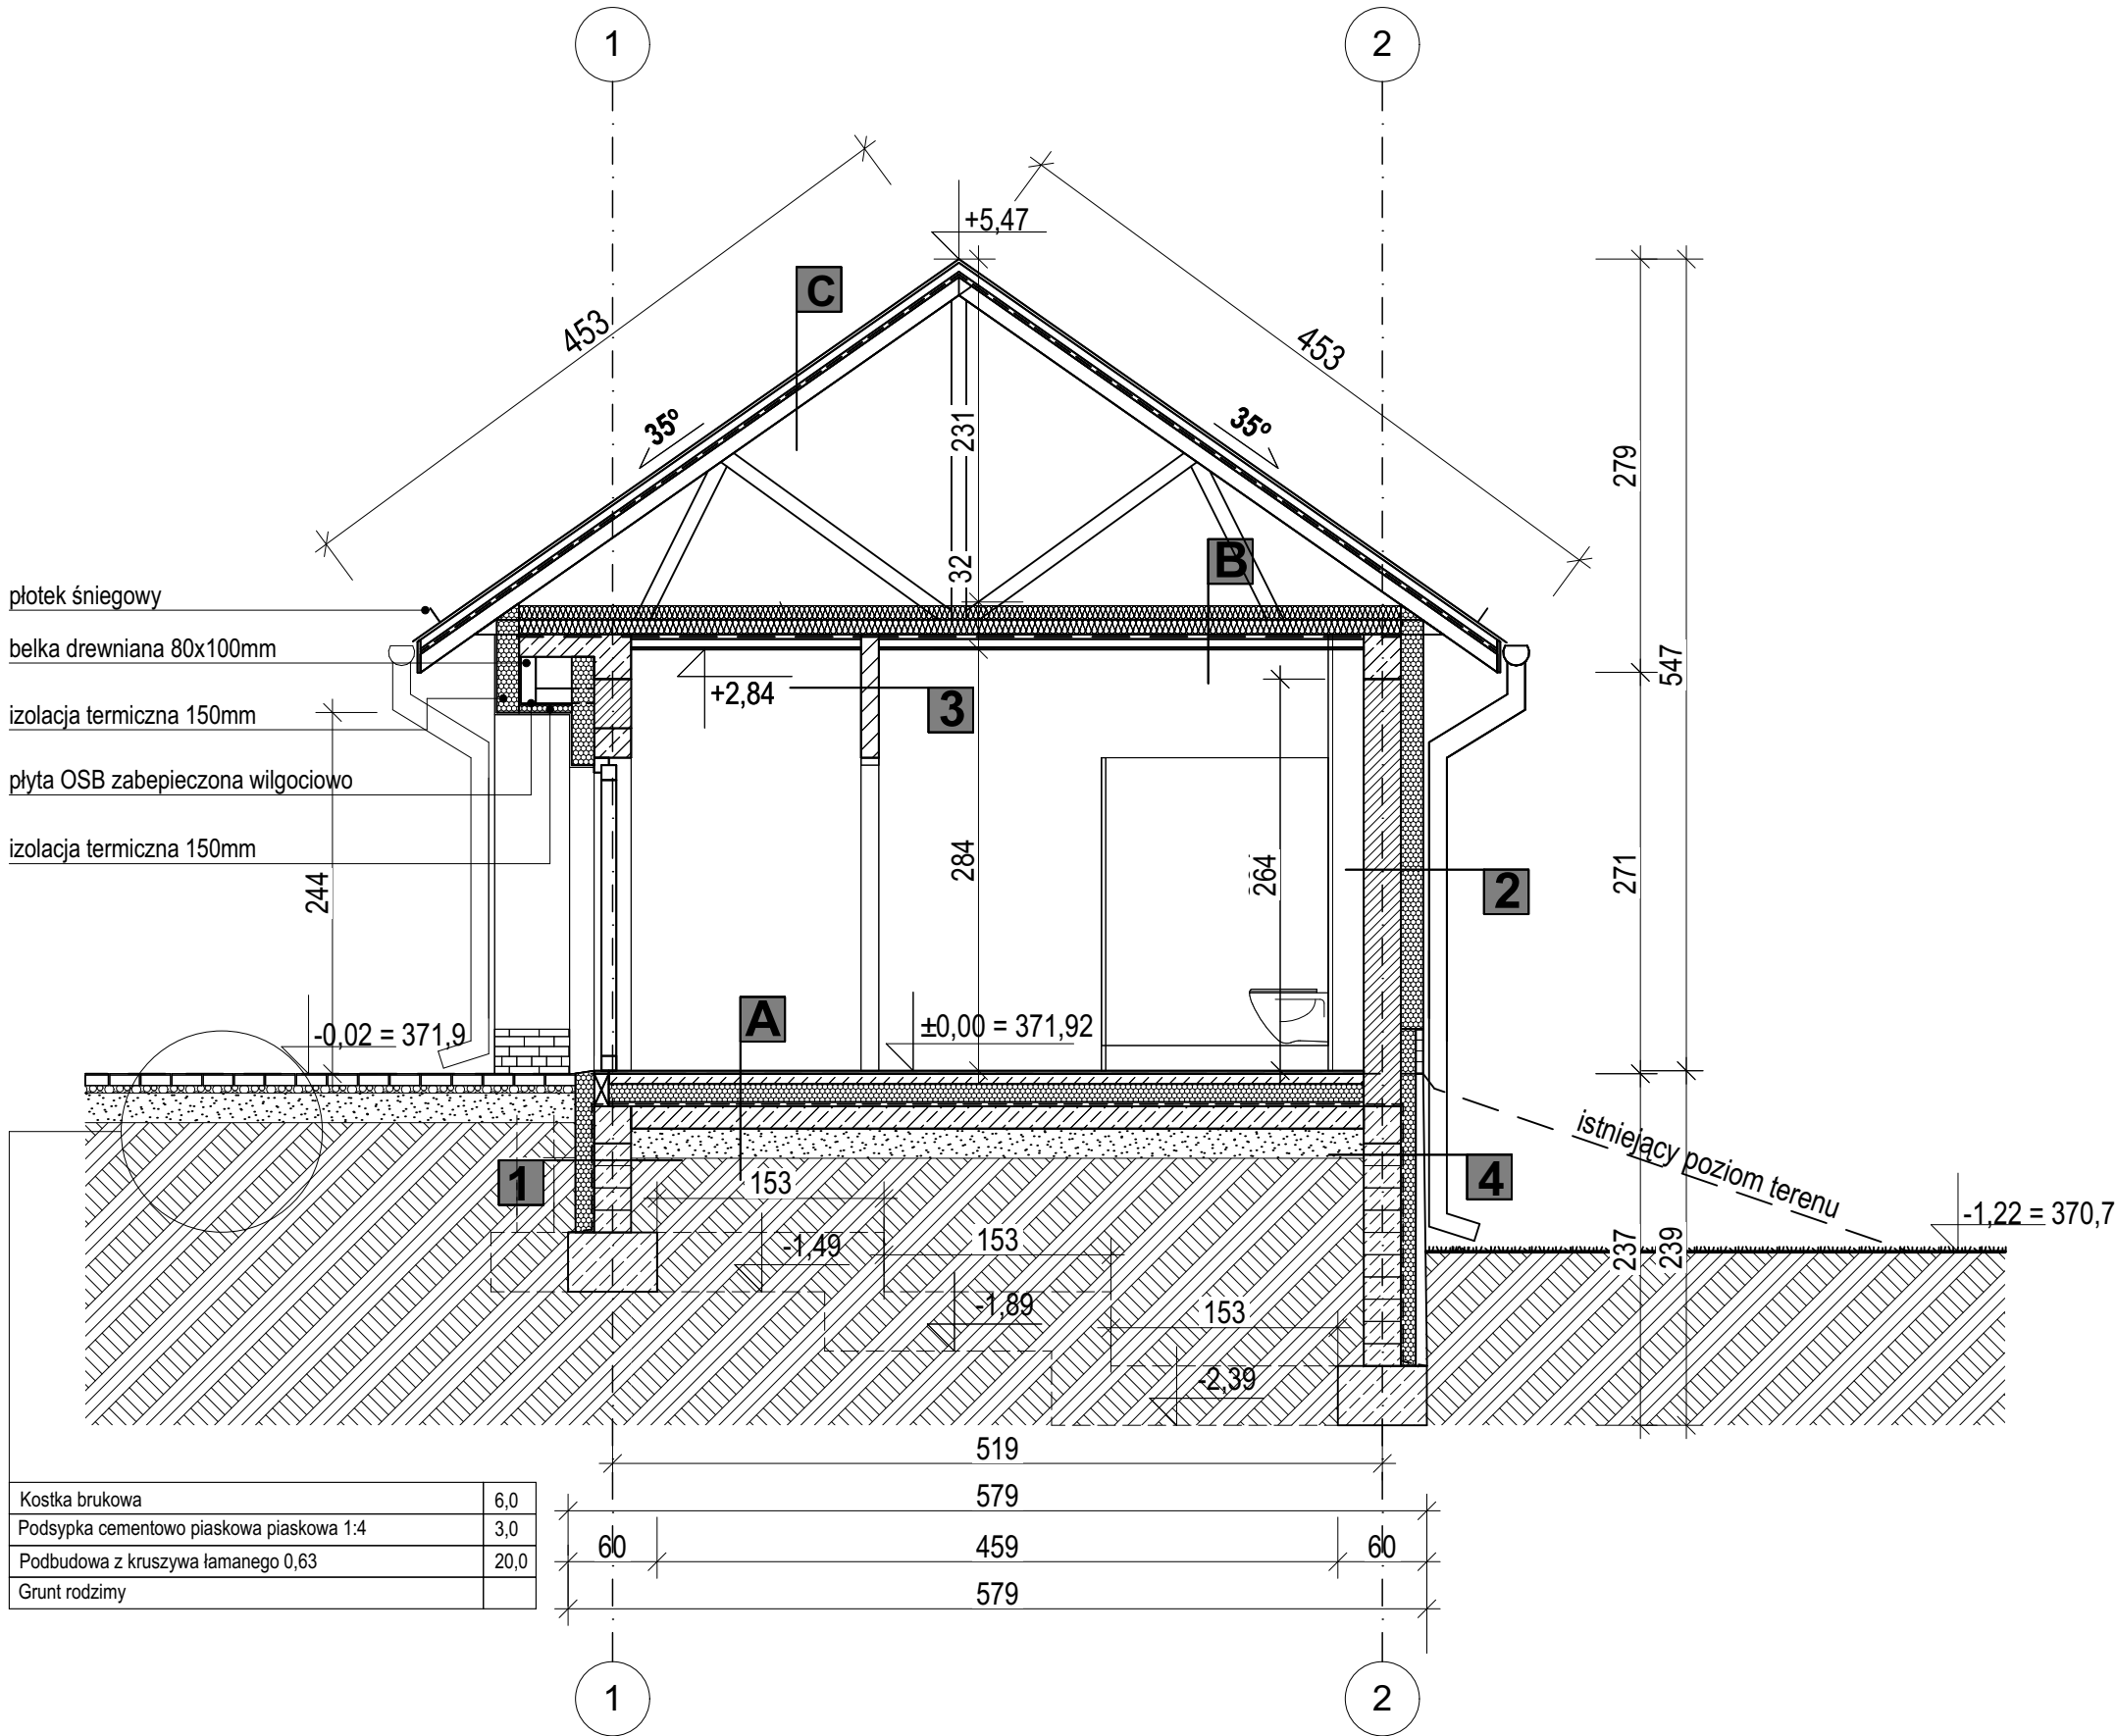 1
2
+5,47
C
453
453
35º
35º
231
279
32
B
płotek śniegowy
belka drewniana 80x100mm
547
+2,84
3
izolacja termiczna 150mm
płyta OSB zabepieczona wilgociowo
izolacja termiczna 150mm
244
284
264
271
2
A
-0,02 = 371,9
±0,00 = 371,92
istniejący poziom terenu
1
153
4
-1,22 = 370,7
-1,49
153
237
239
-1,89
153
-2,39
519
579
60
459
60
579
Kostka brukowa 6,0
Podsypka cementowo piaskowa piaskowa 1:4 3,0
Podbudowa z kruszywa łamanego 0,63 20,0
Grunt rodzimy
1
2